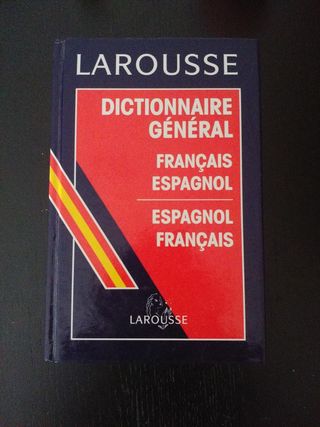 LAROUSSE
DICTIONNAIRE
GÉNÉRAL
FRANÇAIS
ESPAGNOL
ESPAGNOL
FRANÇAIS
LAROUSSE